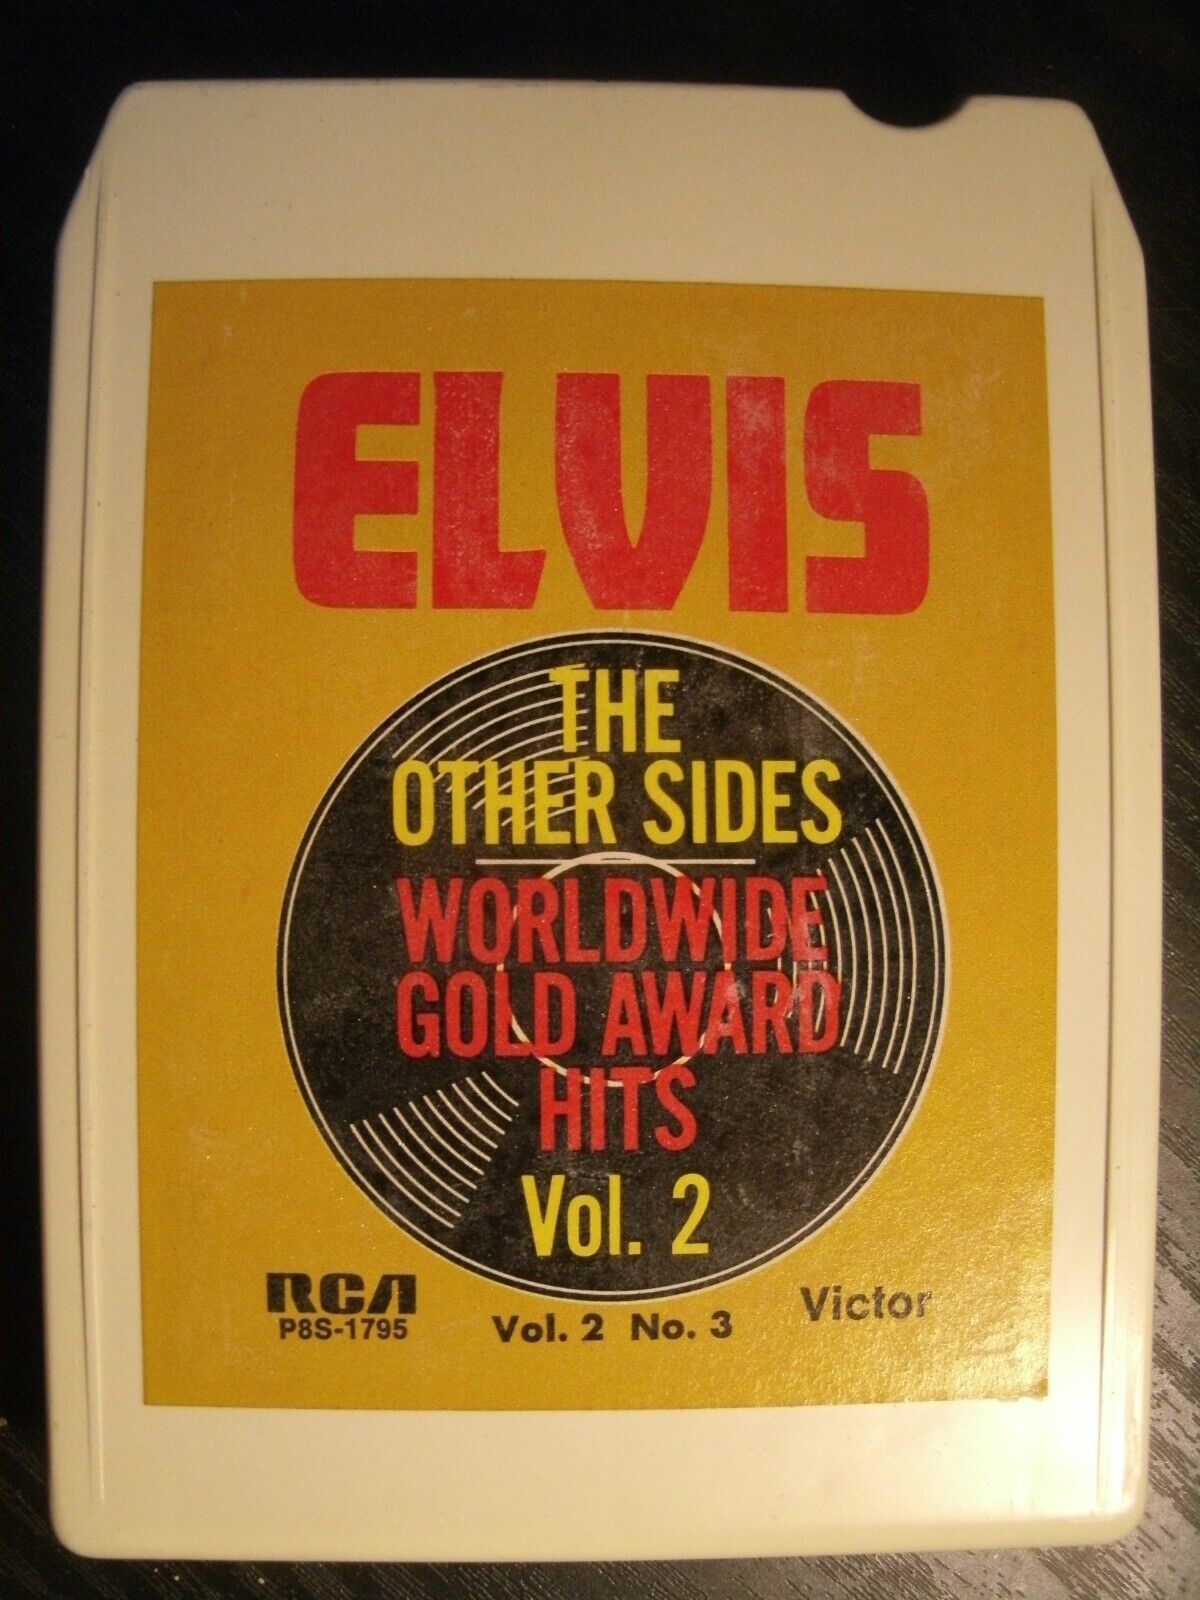 ELVIS
THE
OTHER SIDES
WORLDWIDE
GOLD AWARD
HITS
Vol. 2
RCA
P8S-1795
Vol. 2 No. 3
Victor